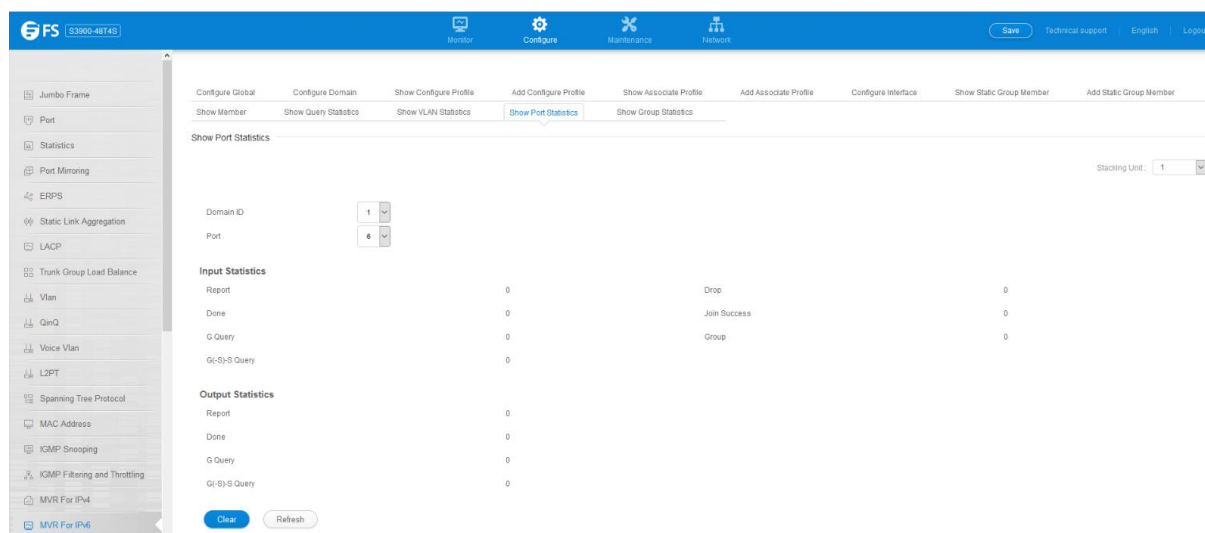 FS S3900-48T4S
Monitor
Configure
Maintenance
Network
Save
Technical support
English
Logou
Jumbo Frame
Port
Statistics
Port Mirroring
ERPS
Static Link Aggregation
LACP
Trunk Group Load Balance
Vlan
QinQ
Voice Vlan
L2PT
Spanning Tree Protocol
MAC Address
IGMP Snooping
IGMP Filtering and Throttling
MVR For IPv4
MVR For IPv6
Configure Global Configure Domain Show Configure Profile Add Configure Profile Show Associate Profile Add Associate Profile Configure Interface Show Static Group Member Add Static Group Member
Show Member Show Query Statistics Show VLAN Statistics Show Port Statistics Show Group Statistics
Show Port Statistics
Stacking Unit: 1
Domain ID 1
Port 6
Input Statistics
Report 0 Drop 0
Done 0 Join Success 0
G Query 0 Group 0
G(-S)-S Query 0
Output Statistics
Report 0
Done 0
G Query 0
G(-S)-S Query 0
Clear Refresh